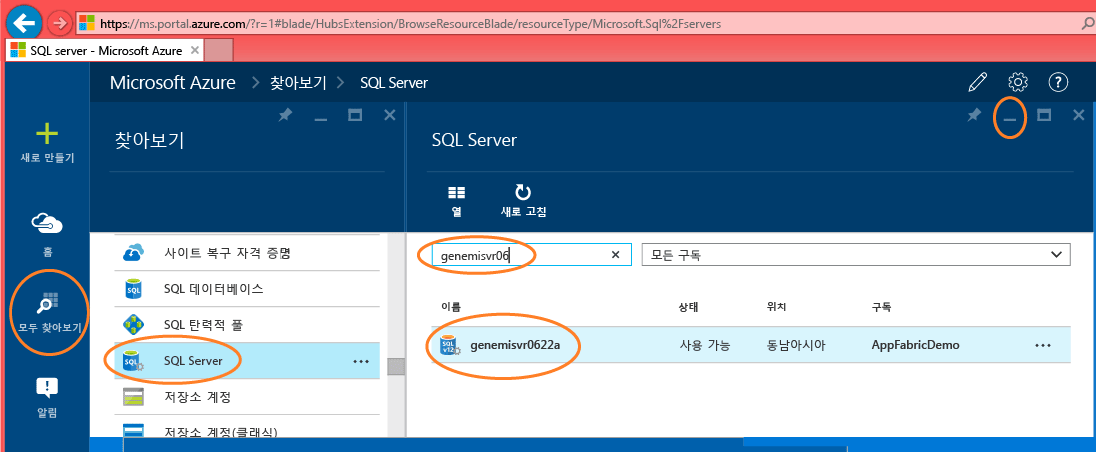 https://ms.portal.azure.com/?r=1#blade/HubsExtension/BrowseResourceBlade/resourceType/Microsoft.Sql%2Fservers
SQL server - Microsoft Azure
Microsoft Azure > 찾아보기 > SQL Server
새로 만들기
홈
모두 찾아보기
알림
찾아보기
사이트 복구 자격 증명
SQL 데이터베이스
SQL 탄력적 풀
SQL Server
저장소 계정
저장소 계정(클래식)
SQL Server
열 새로 고침
genemisvr06 모든 구독
이름 상태 위치 구독
genemisvr0622a 사용 가능 동남아시아 AppFabricDemo